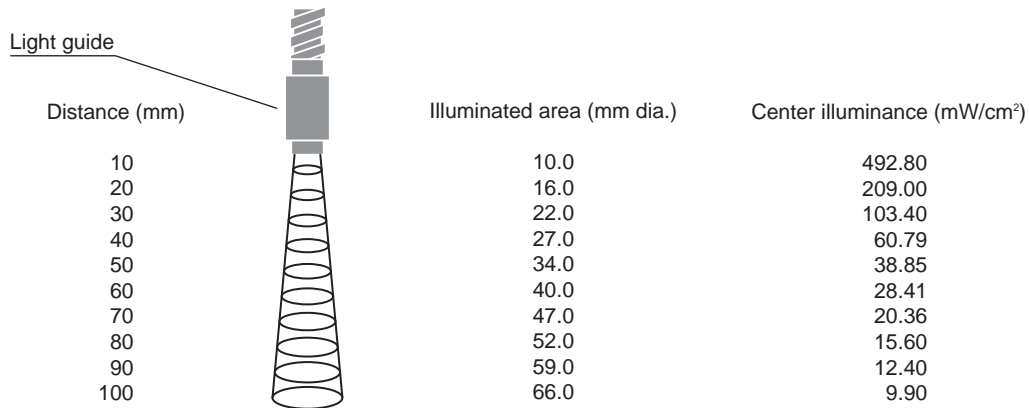 Light guide
Distance (mm) Illuminated area (mm dia.) Center illuminance (mW/cm²)
10 10.0 492.80
20 16.0 209.00
30 22.0 103.40
40 27.0 60.79
50 34.0 38.85
60 40.0 28.41
70 47.0 20.36
80 52.0 15.60
90 59.0 12.40
100 66.0 9.90